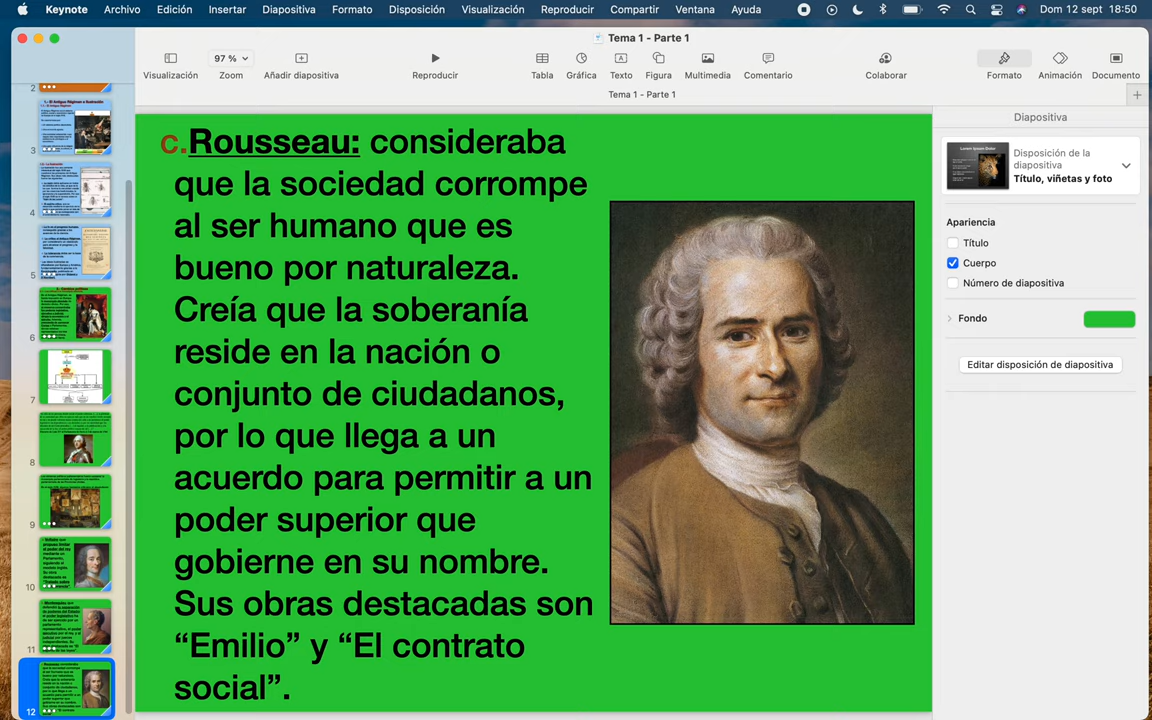 Keynote Archivo Edición Insertar Diapositiva Formato Disposición Visualización Reproducir Compartir Ventana Ayuda Dom 12 sept 18:50
Tema 1 - Parte 1
97 %
Visualización Zoom Añadir diapositiva Reproducir Tabla Gráfica Texto Figura Multimedia Comentario Colaborar Formato Animación Documento
Tema 1 - Parte 1
2
3
4
5
6
7
8
9
10
11
12
c.Rousseau: consideraba
que la sociedad corrompe
al ser humano que es
bueno por naturaleza.
Creía que la soberanía
reside en la nación o
conjunto de ciudadanos,
por lo que llega a un
acuerdo para permitir a un
poder superior que
gobierne en su nombre.
Sus obras destacadas son
“Emilio” y “El contrato
social”.
Diapositiva
Lorem Ipsum Dolor
Disposición de la
diapositiva
Título, viñetas y foto
Apariencia
Título
Cuerpo
Número de diapositiva
Fondo
Editar disposición de diapositiva